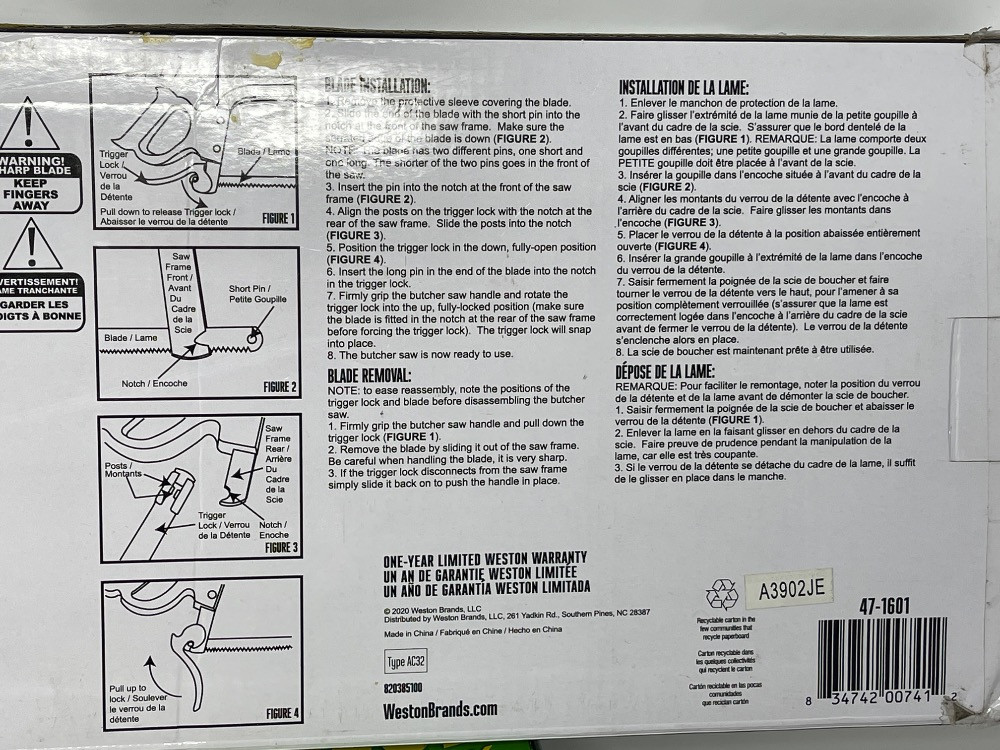 WARNING!
SHARP BLADE
KEEP
FINGERS
AWAY
AVERTISSEMENT!
LAME TRANCHANTE
GARDER LES
DOIGTS À BONNE
Trigger
Lock /
Verrou
de la
Détente
Blade / Lame
Pull down to release Trigger lock /
Abaisser le verrou de la détente
FIGURE 1
Saw
Frame
Front /
Avant
Du
Cadre
de la
Scie
Short Pin /
Petite Goupille
Blade / Lame
Notch / Encoche
FIGURE 2
Saw
Frame
Rear /
Arrière
Du
Cadre
de la
Scie
Posts /
Montants
Trigger
Lock / Verrou
de la Détente
Notch /
Enoche
FIGURE 3
Pull up to
lock / Soulever
le verrou de la
détente
FIGURE 4
BLADE INSTALLATION:
1. Remove the protective sleeve covering the blade.
2. Slide the end of the blade with the short pin into the
notch at the front of the saw frame. Make sure the
serrated of the blade is down (FIGURE 2).
NOTE: The blade has two different pins, one short and
one long. The shorter of the two pins goes in the front of
the saw.
3. Insert the pin into the notch at the front of the saw
frame (FIGURE 2).
4. Align the posts on the trigger lock with the notch at the
rear of the saw frame. Slide the posts into the notch
(FIGURE 3).
5. Position the trigger lock in the down, fully-open position
(FIGURE 4).
6. Insert the long pin in the end of the blade into the notch
in the trigger lock.
7. Firmly grip the butcher saw handle and rotate the
trigger lock into the up, fully-locked position (make sure
the blade is fitted in the notch at the rear of the saw frame
before forcing the trigger lock). The trigger lock will snap
into place.
8. The butcher saw is now ready to use.
BLADE REMOVAL:
NOTE: to ease reassembly, note the positions of the
trigger lock and blade before disassembling the butcher
saw.
1. Firmly grip the butcher saw handle and pull down the
trigger lock (FIGURE 1).
2. Remove the blade by sliding it out of the saw frame.
Be careful when handling the blade, it is very sharp.
3. If the trigger lock disconnects from the saw frame
simply slide it back on to push the handle in place.
INSTALLATION DE LA LAME:
1. Enlever le manchon de protection de la lame.
2. Faire glisser l'extrémité de la lame munie de la petite goupille à
l'avant du cadre de la scie. S'assurer que le bord dentelé de la
lame est en bas (FIGURE 1). REMARQUE: La lame comporte deux
goupilles différentes; une petite goupille et une grande goupille. La
PETITE goupille doit être placée à l'avant de la scie.
3. Insérer la goupille dans l'encoche située à l'avant du cadre de la
scie (FIGURE 2).
4. Aligner les montants du verrou de la détente avec l'encoche à
l'arrière du cadre de la scie. Faire glisser les montants dans
l'encoche (FIGURE 3).
5. Placer le verrou de la détente à la position abaissée entièrement
ouverte (FIGURE 4).
6. Insérer la grande goupille à l'extrémité de la lame dans l'encoche
du verrou de la détente.
7. Saisir fermement la poignée de la scie de boucher et faire
tourner le verrou de la détente vers le haut, pour l'amener à sa
position complètement verrouillée (s'assurer que la lame est
correctement logée dans l'encoche à l'arrière du cadre de la scie
avant de fermer le verrou de la détente). Le verrou de la détente
s'enclenche alors en place.
8. La scie de boucher est maintenant prête à être utilisée.
DÉPOSE DE LA LAME:
REMARQUE: Pour faciliter le remontage, noter la position du verrou
de la détente et de la lame avant de démonter la scie de boucher.
1. Saisir fermement la poignée de la scie de boucher et abaisser le
verrou de la détente (FIGURE 1).
2. Enlever la lame en la faisant glisser en dehors du cadre de la
scie. Faire preuve de prudence pendant la manipulation de la
lame, car elle est très coupante.
3. Si le verrou de la détente se détache du cadre de la lame, il suffit
de le glisser en place dans le manche.
ONE-YEAR LIMITED WESTON WARRANTY
UN AN DE GARANTIE WESTON LIMITÉE
UN AÑO DE GARANTÍA WESTON LIMITADA
© 2020 Weston Brands, LLC
Distributed by Weston Brands, LLC, 261 Yadkin Rd., Southern Pines, NC 28387
Made in China / Fabriqué en Chine / Hecho en China
Type AC32
820385100
WestonBrands.com
Recyclable carton in the
few communities that
recycle paperboard
Carton recyclable dans
les quelques collectivités
qui recyclent le carton
Cartón reciclable en las pocas
comunidades
que reciclan cartón
A3902JE
47-1601
8 34742 00741 2